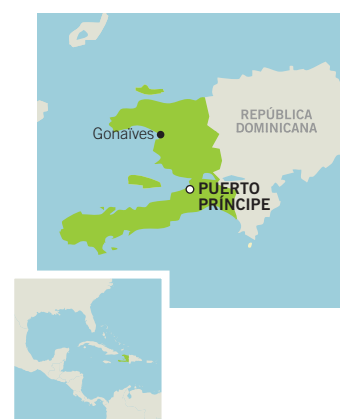 REPÚBLICA
DOMINICANA
Gonaïves
PUERTO
PRÍNCIPE